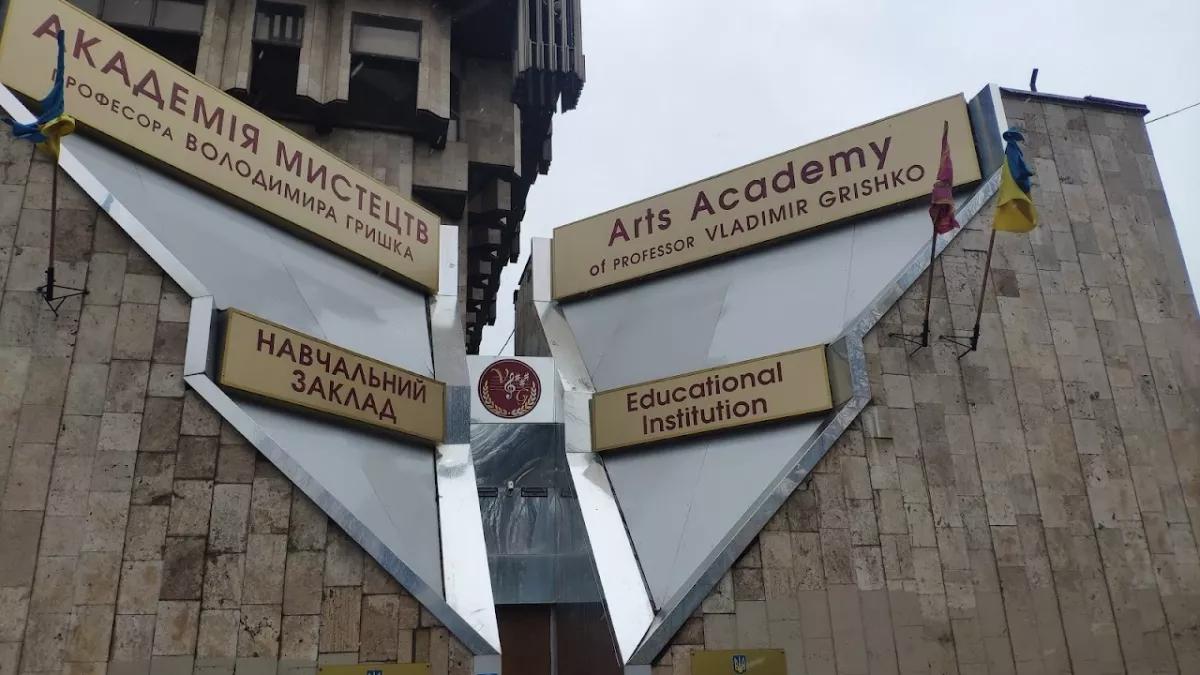 АКАДЕМІЯ МИСТЕЦТВ
ПРОФЕСОРА ВОЛОДИМИРА ГРИШКА
НАВЧАЛЬНИЙ
ЗАКЛАД
Arts Academy
of PROFESSOR VLADIMIR GRISHKO
Educational
Institution